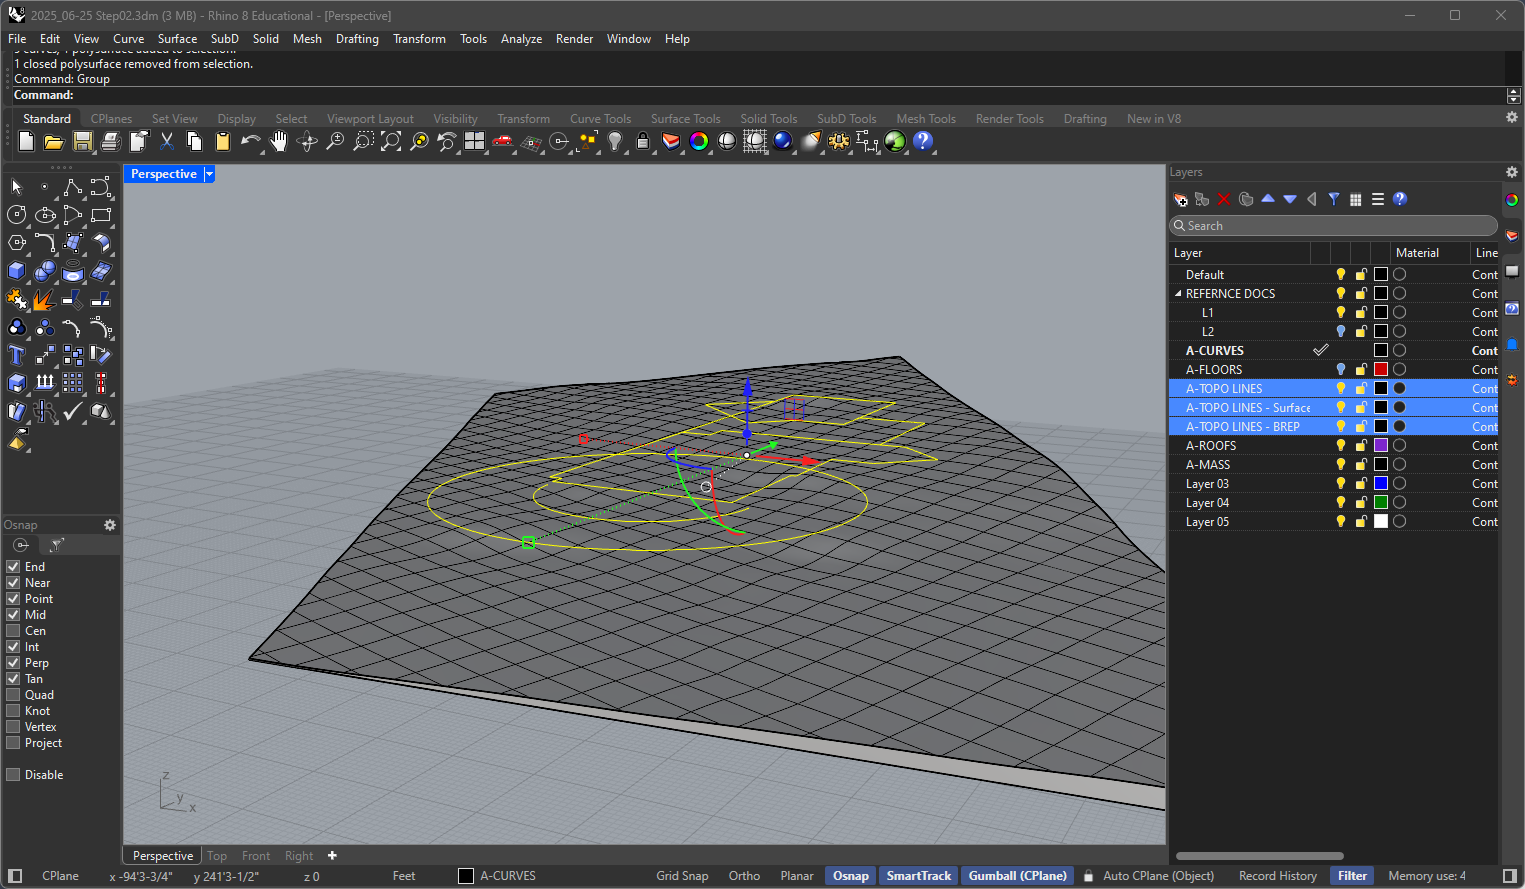 2025_06-25 Step02.3dm (3 MB) - Rhino 8 Educational - [Perspective]
File Edit View Curve Surface SubD Solid Mesh Drafting Transform Tools Analyze Render Window Help
5 curves, 1 polysurface added to selection.
1 closed polysurface removed from selection.
Command: Group
Command:
Standard CPlanes Set View Display Select Viewport Layout Visibility Transform Curve Tools Surface Tools Solid Tools SubD Tools Mesh Tools Render Tools Drafting New in V8
Perspective
Layers
Search
Layer Material Line
Default Cont
REFERNCE DOCS Cont
L1 Cont
L2 Cont
A-CURVES Cont
A-FLOORS Cont
A-TOPO LINES Cont
A-TOPO LINES - Surface Cont
A-TOPO LINES - BREP Cont
A-ROOFS Cont
A-MASS Cont
Layer 03 Cont
Layer 04 Cont
Layer 05 Cont
Osnap
End
Near
Point
Mid
Cen
Int
Perp
Tan
Quad
Knot
Vertex
Project
Disable
z
y
x
Perspective Top Front Right
CPlane x -94'3-3/4" y 241'3-1/2" z 0 Feet A-CURVES Grid Snap Ortho Planar Osnap SmartTrack Gumball (CPlane) Auto CPlane (Object) Record History Filter Memory use: 4